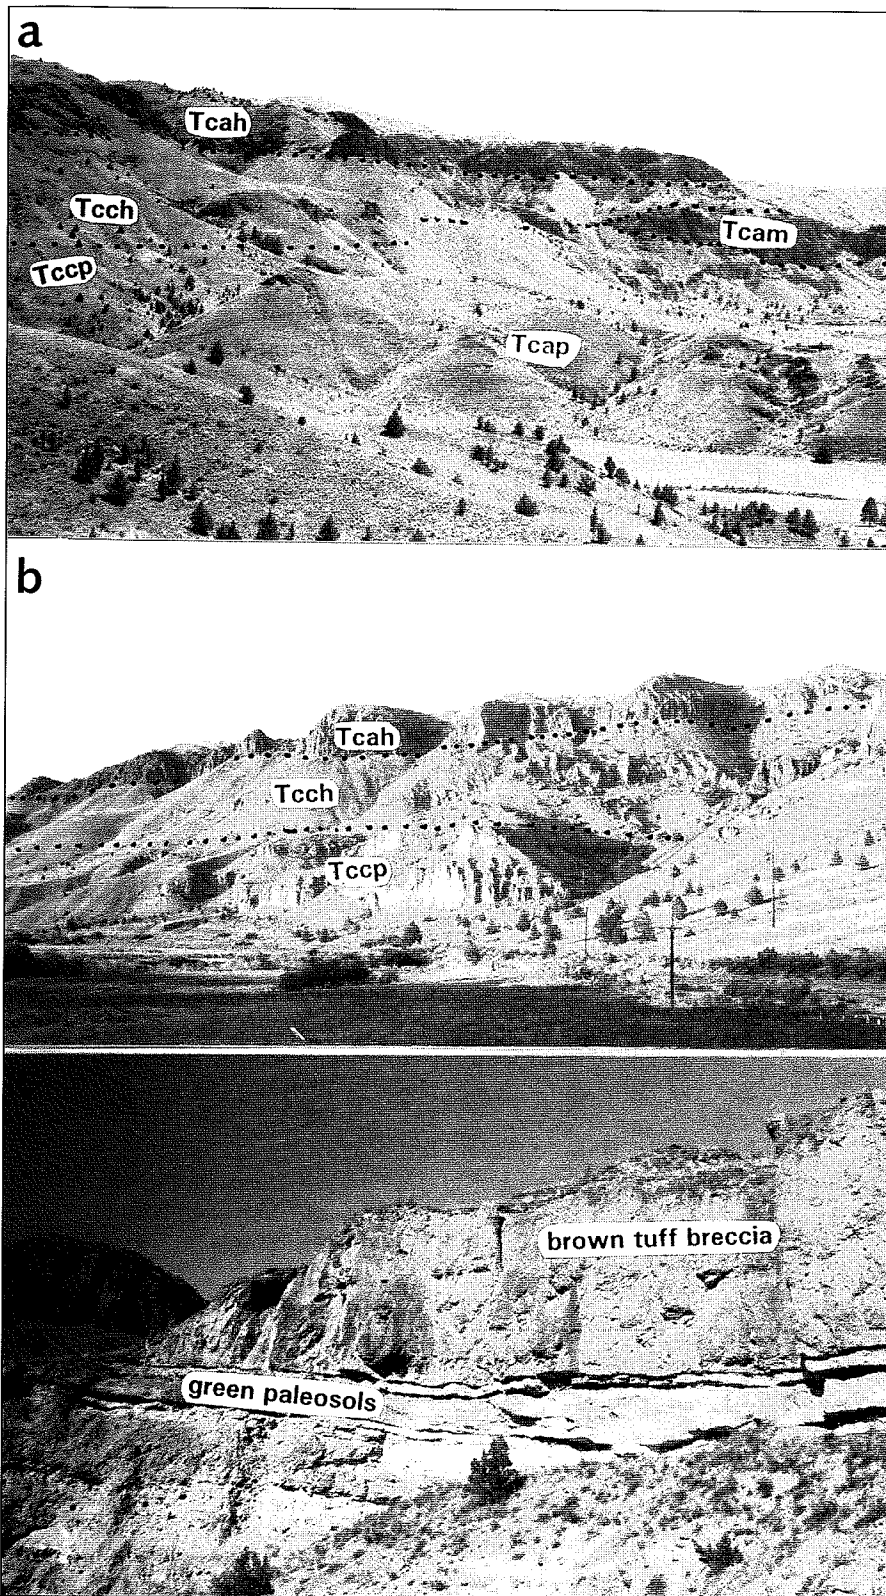 a
Tcah
Tcch
Tcam
Tccp
Tcap
b
Tcah
Tcch
Tccp
brown tuff breccia
green paleosols